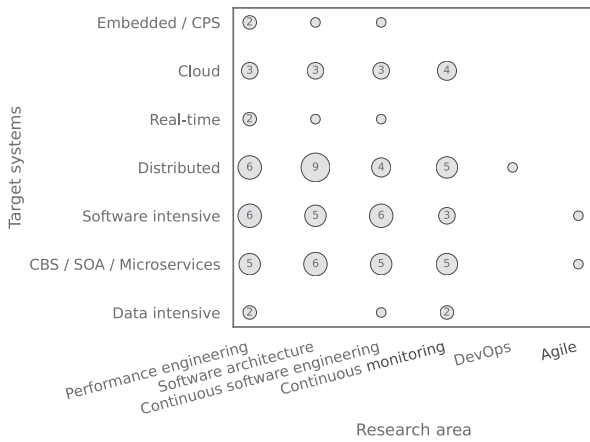 Target systems
Embedded / CPS 2
Cloud 3 3 3 4
Real-time 2
Distributed 6 9 4 5
Software intensive 6 5 6 3
CBS / SOA / Microservices 5 6 5 5
Data intensive 2 2
Performance engineering
Software architecture
Continuous software engineering
Continuous monitoring
DevOps
Agile
Research area